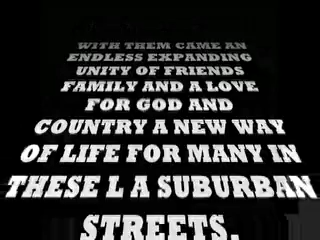 WITH THEM CAME AN
ENDLESS EXPANDING
UNITY OF FRIENDS
FAMILY AND A LOVE
FOR GOD AND
COUNTRY A NEW WAY
OF LIFE FOR MANY IN
THESE L A SUBURBAN
STREETS.